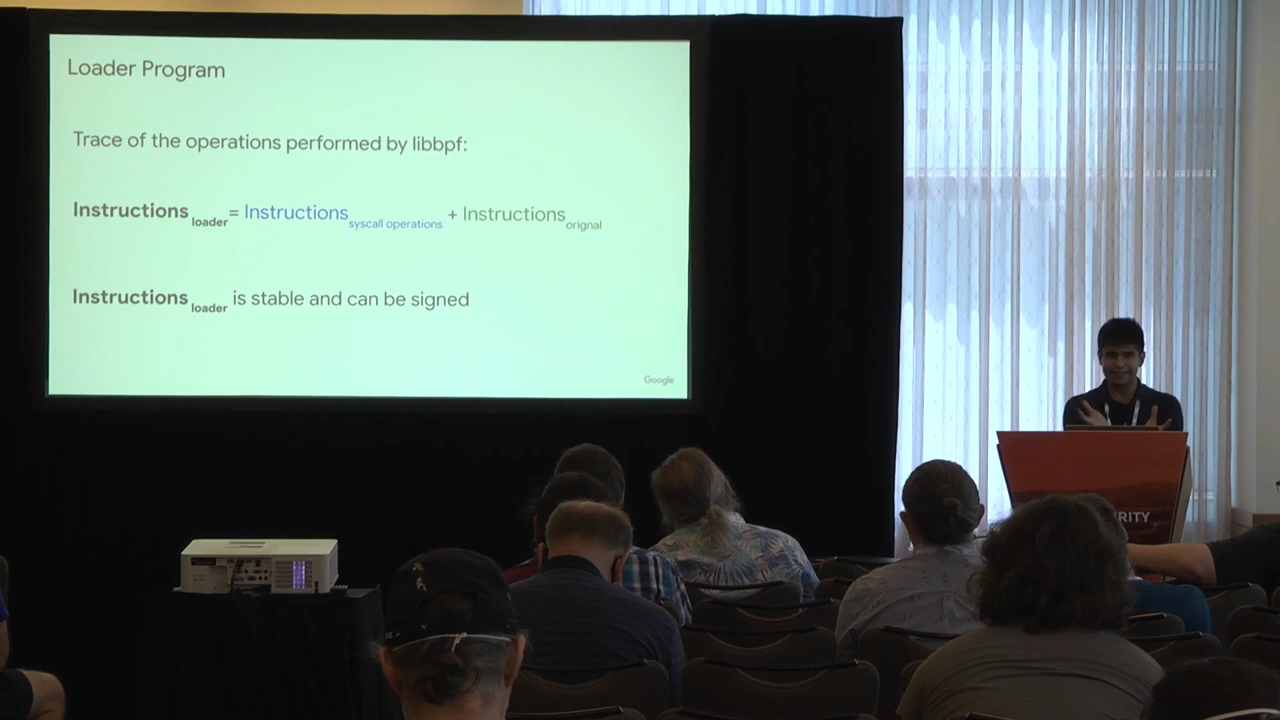 Loader Program
Trace of the operations performed by libbpf:
Instructions loader = Instructions syscall operations + Instructions orignal
Instructions loader is stable and can be signed
Google
RITY